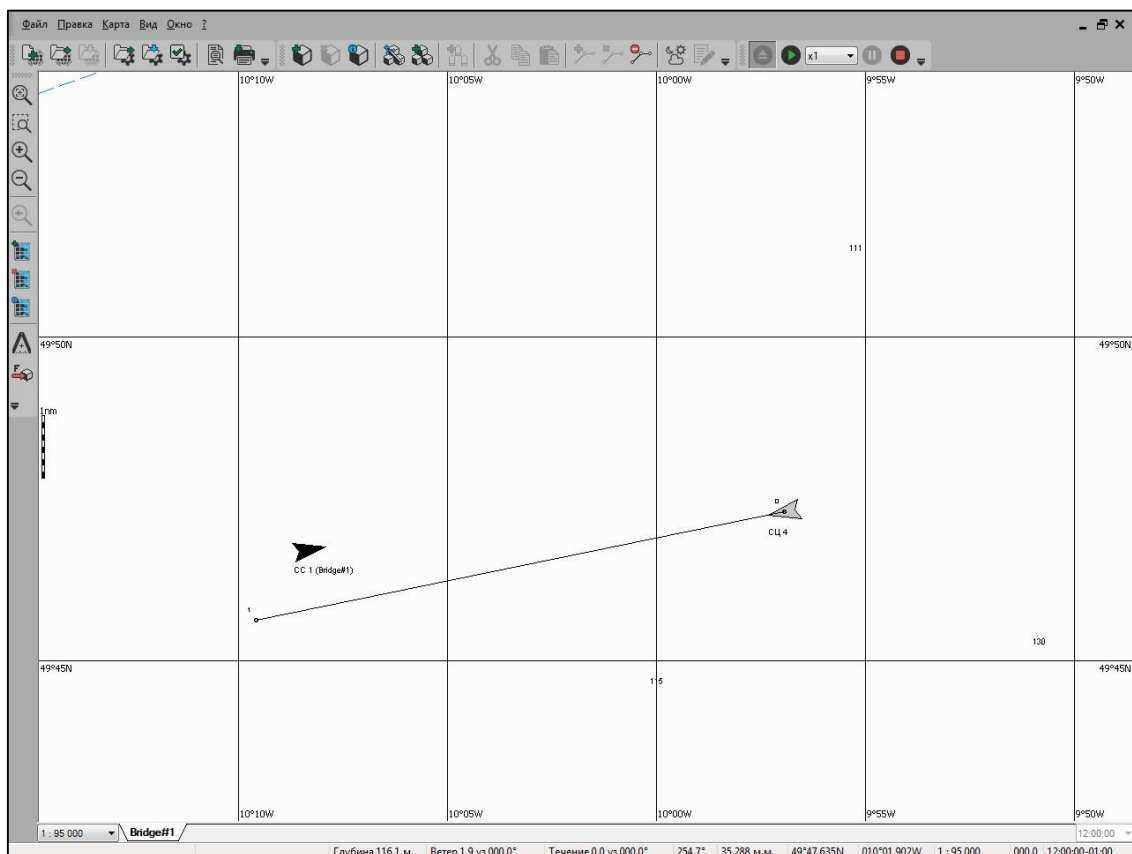 Файл Правка Карта Вид Окно ?
x1
10°10W 10°05W 10°00W 9°55W 9°50W
111
49°50N 49°50N
1nm
СЦ 4
СС 1 (Bridge#1)
1
130
49°45N 49°45N
115
10°10W 10°05W 10°00W 9°55W 9°50W
1 : 95 000 Bridge#1 12:00:00
Глубина 116.1 м Ветер 1.9 уз 000.0° Течение 0.0 уз 000.0° 254.7° 35.288 м.м. 49°47.635N 010°01.902W 1 : 95 000 000.0 12:00:00-01:00